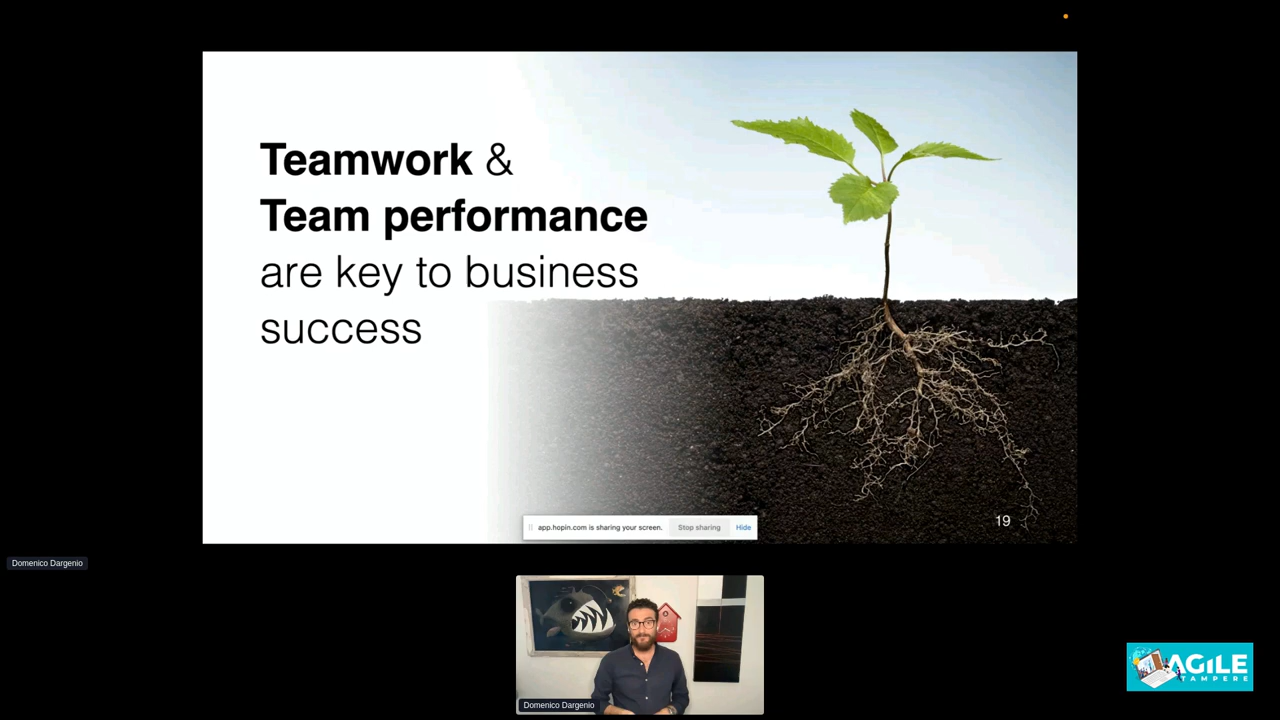 Teamwork &
Team performance
are key to business
success
19
app.hopin.com is sharing your screen. Stop sharing Hide
Domenico Dargenio
Domenico Dargenio
AGILE
TAMPERE